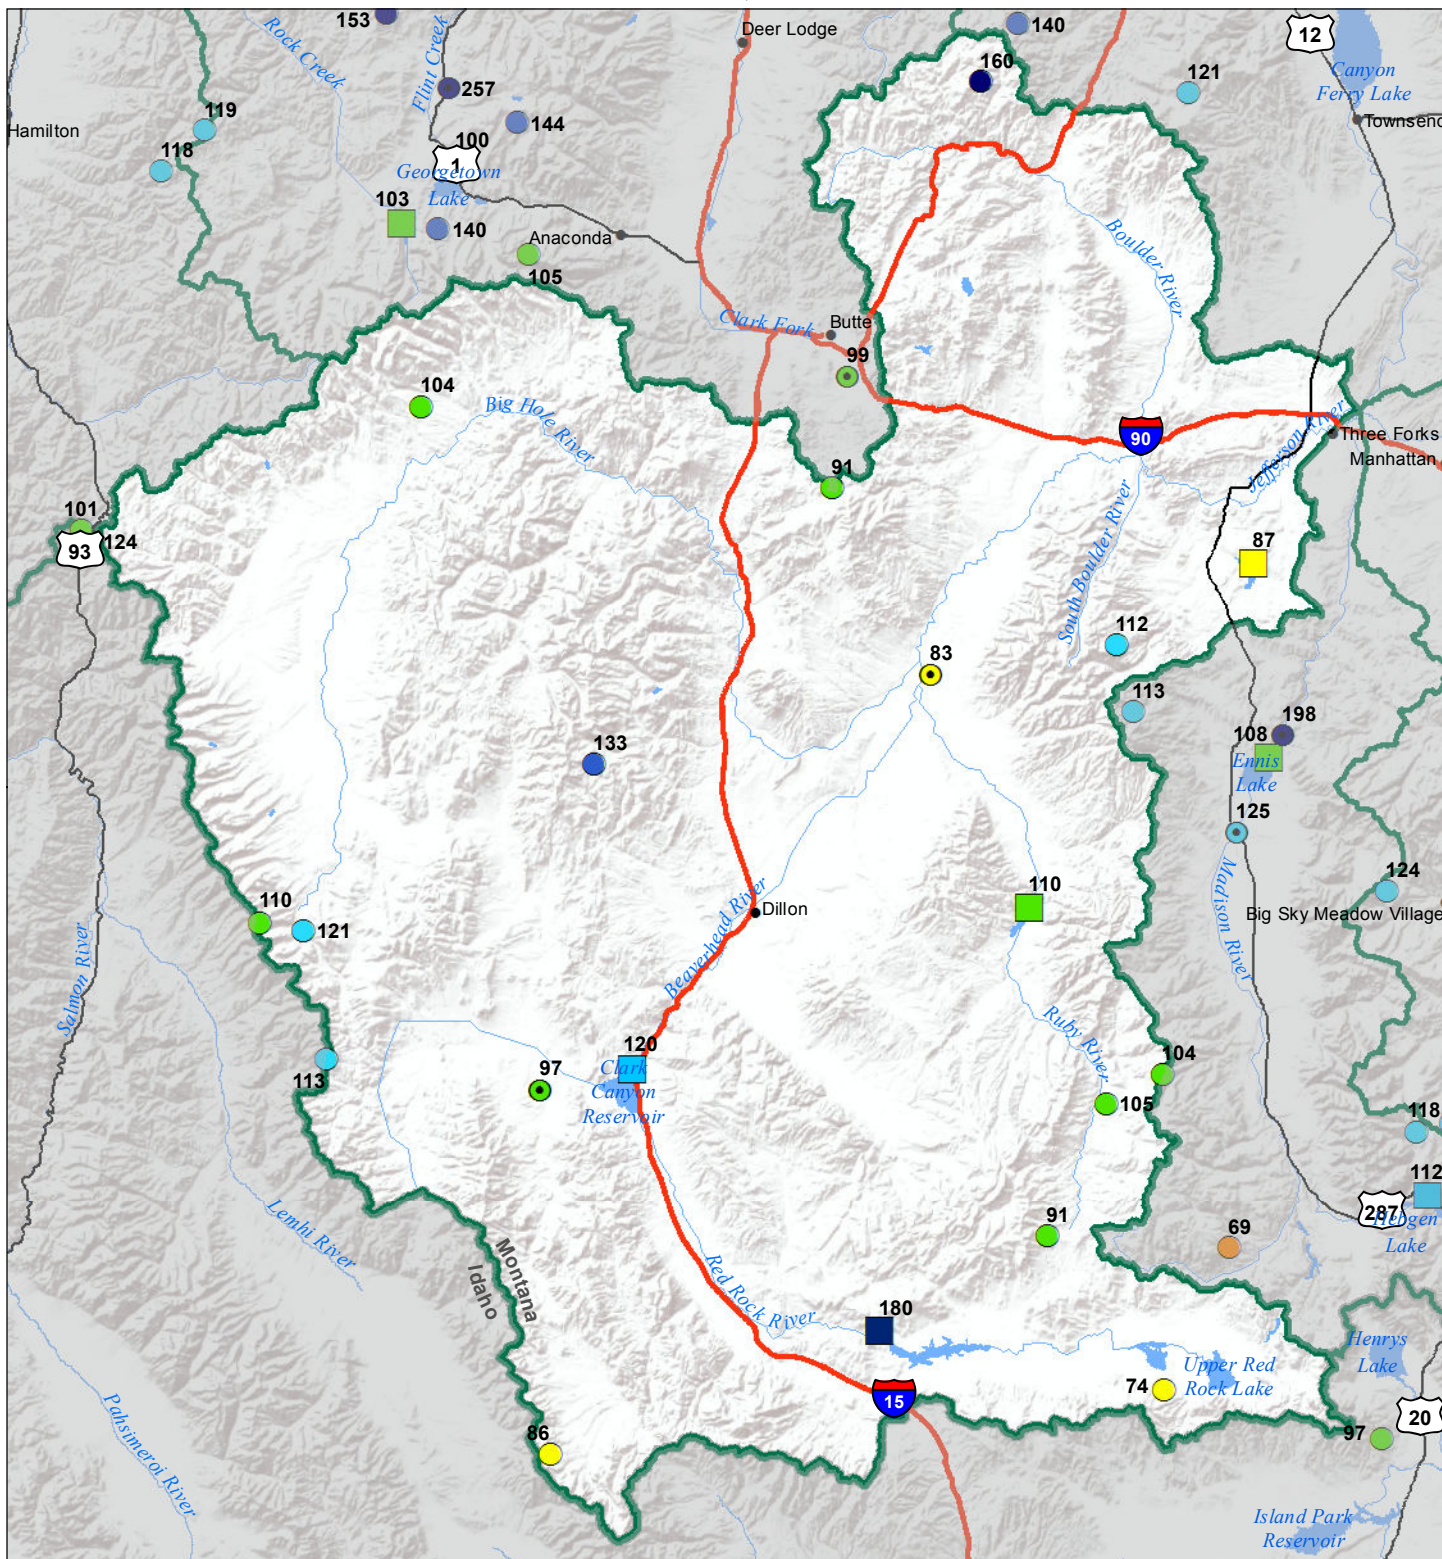 153
Rock Creek
Flint Creek
Deer Lodge
140
12
160
121
Canyon
Ferry Lake
257
Hamilton
119
144
Townsend
118
100
1
Georgetown
Lake
103
140
Anaconda
105
Boulder River
Clark Fork
Butte
99
104
Big Hole River
90
Jefferson River
Three Forks
Manhattan
91
101
124
93
South Boulder River
87
112
83
113
198
108
Ennis
Lake
133
125
124
110
121
Salmon River
Dillon
Beaverhead River
110
Madison River
Big Sky Meadow Village
Ruby River
120
Clark
Canyon
Reservoir
97
113
104
105
118
112
287
Hebgen
Lake
Lemhi River
Montana
Idaho
91
69
Red Rock River
180
Henrys
Lake
Upper Red
Rock Lake
74
15
20
97
86
Pahsimeroi River
Island Park
Reservoir